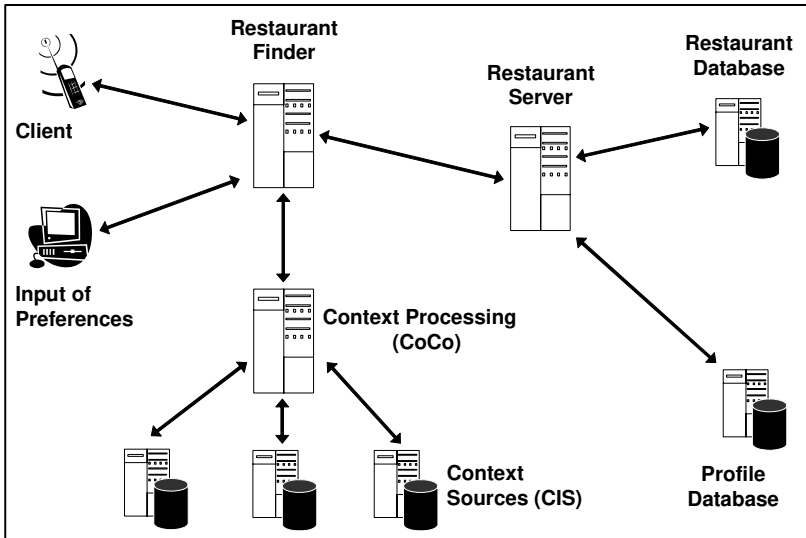 Restaurant
Finder
Restaurant
Database
Restaurant
Server
Client
Input of
Preferences
Context Processing
(CoCo)
Context
Sources (CIS)
Profile
Database